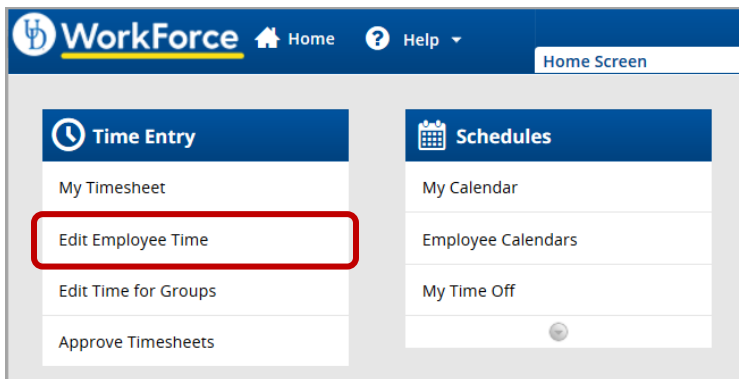 UD WorkForce Home ? Help
Home Screen
Time Entry
My Timesheet
Edit Employee Time
Edit Time for Groups
Approve Timesheets
Schedules
My Calendar
Employee Calendars
My Time Off